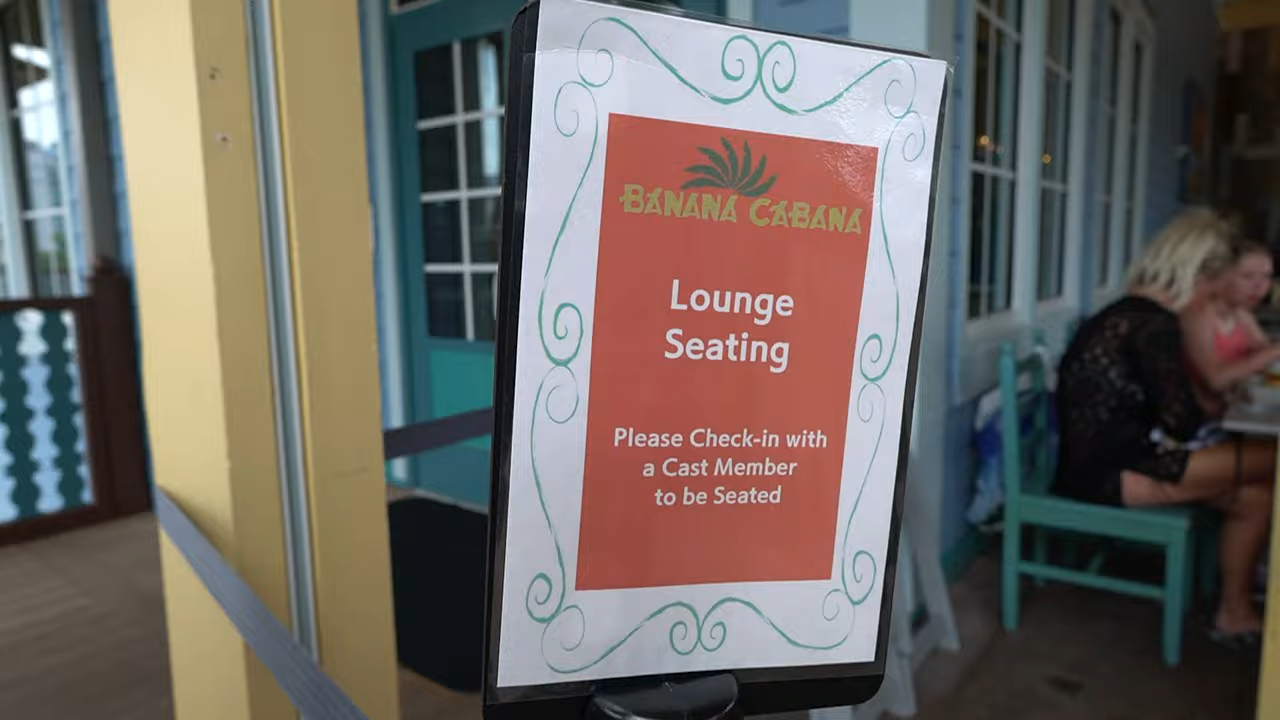 BANANA CABANA
Lounge
Seating
Please Check-in with
a Cast Member
to be Seated